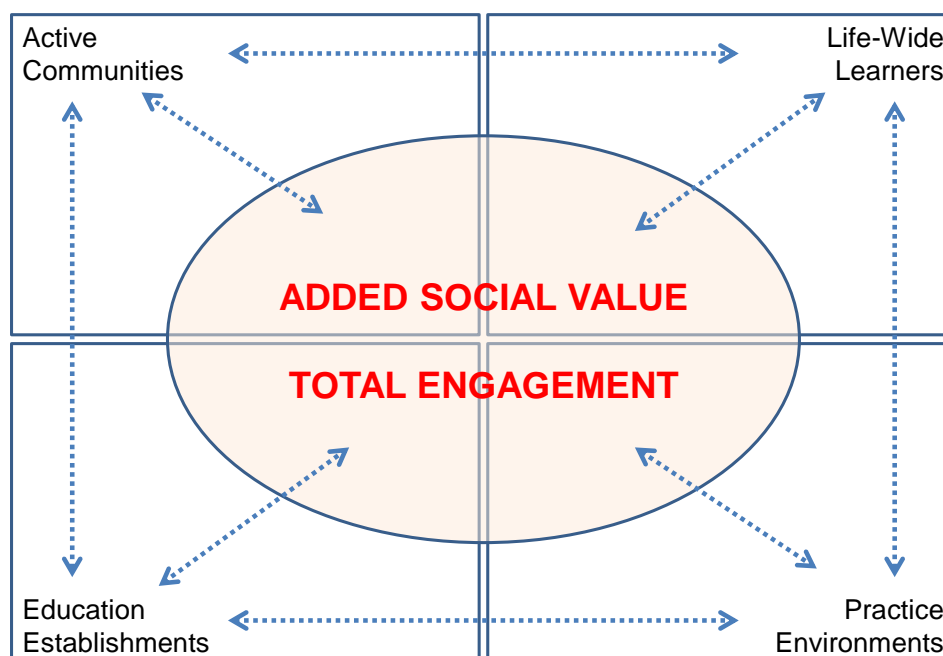 Active
Communities
Life-Wide
Learners
ADDED SOCIAL VALUE
TOTAL ENGAGEMENT
Education
Establishments
Practice
Environments